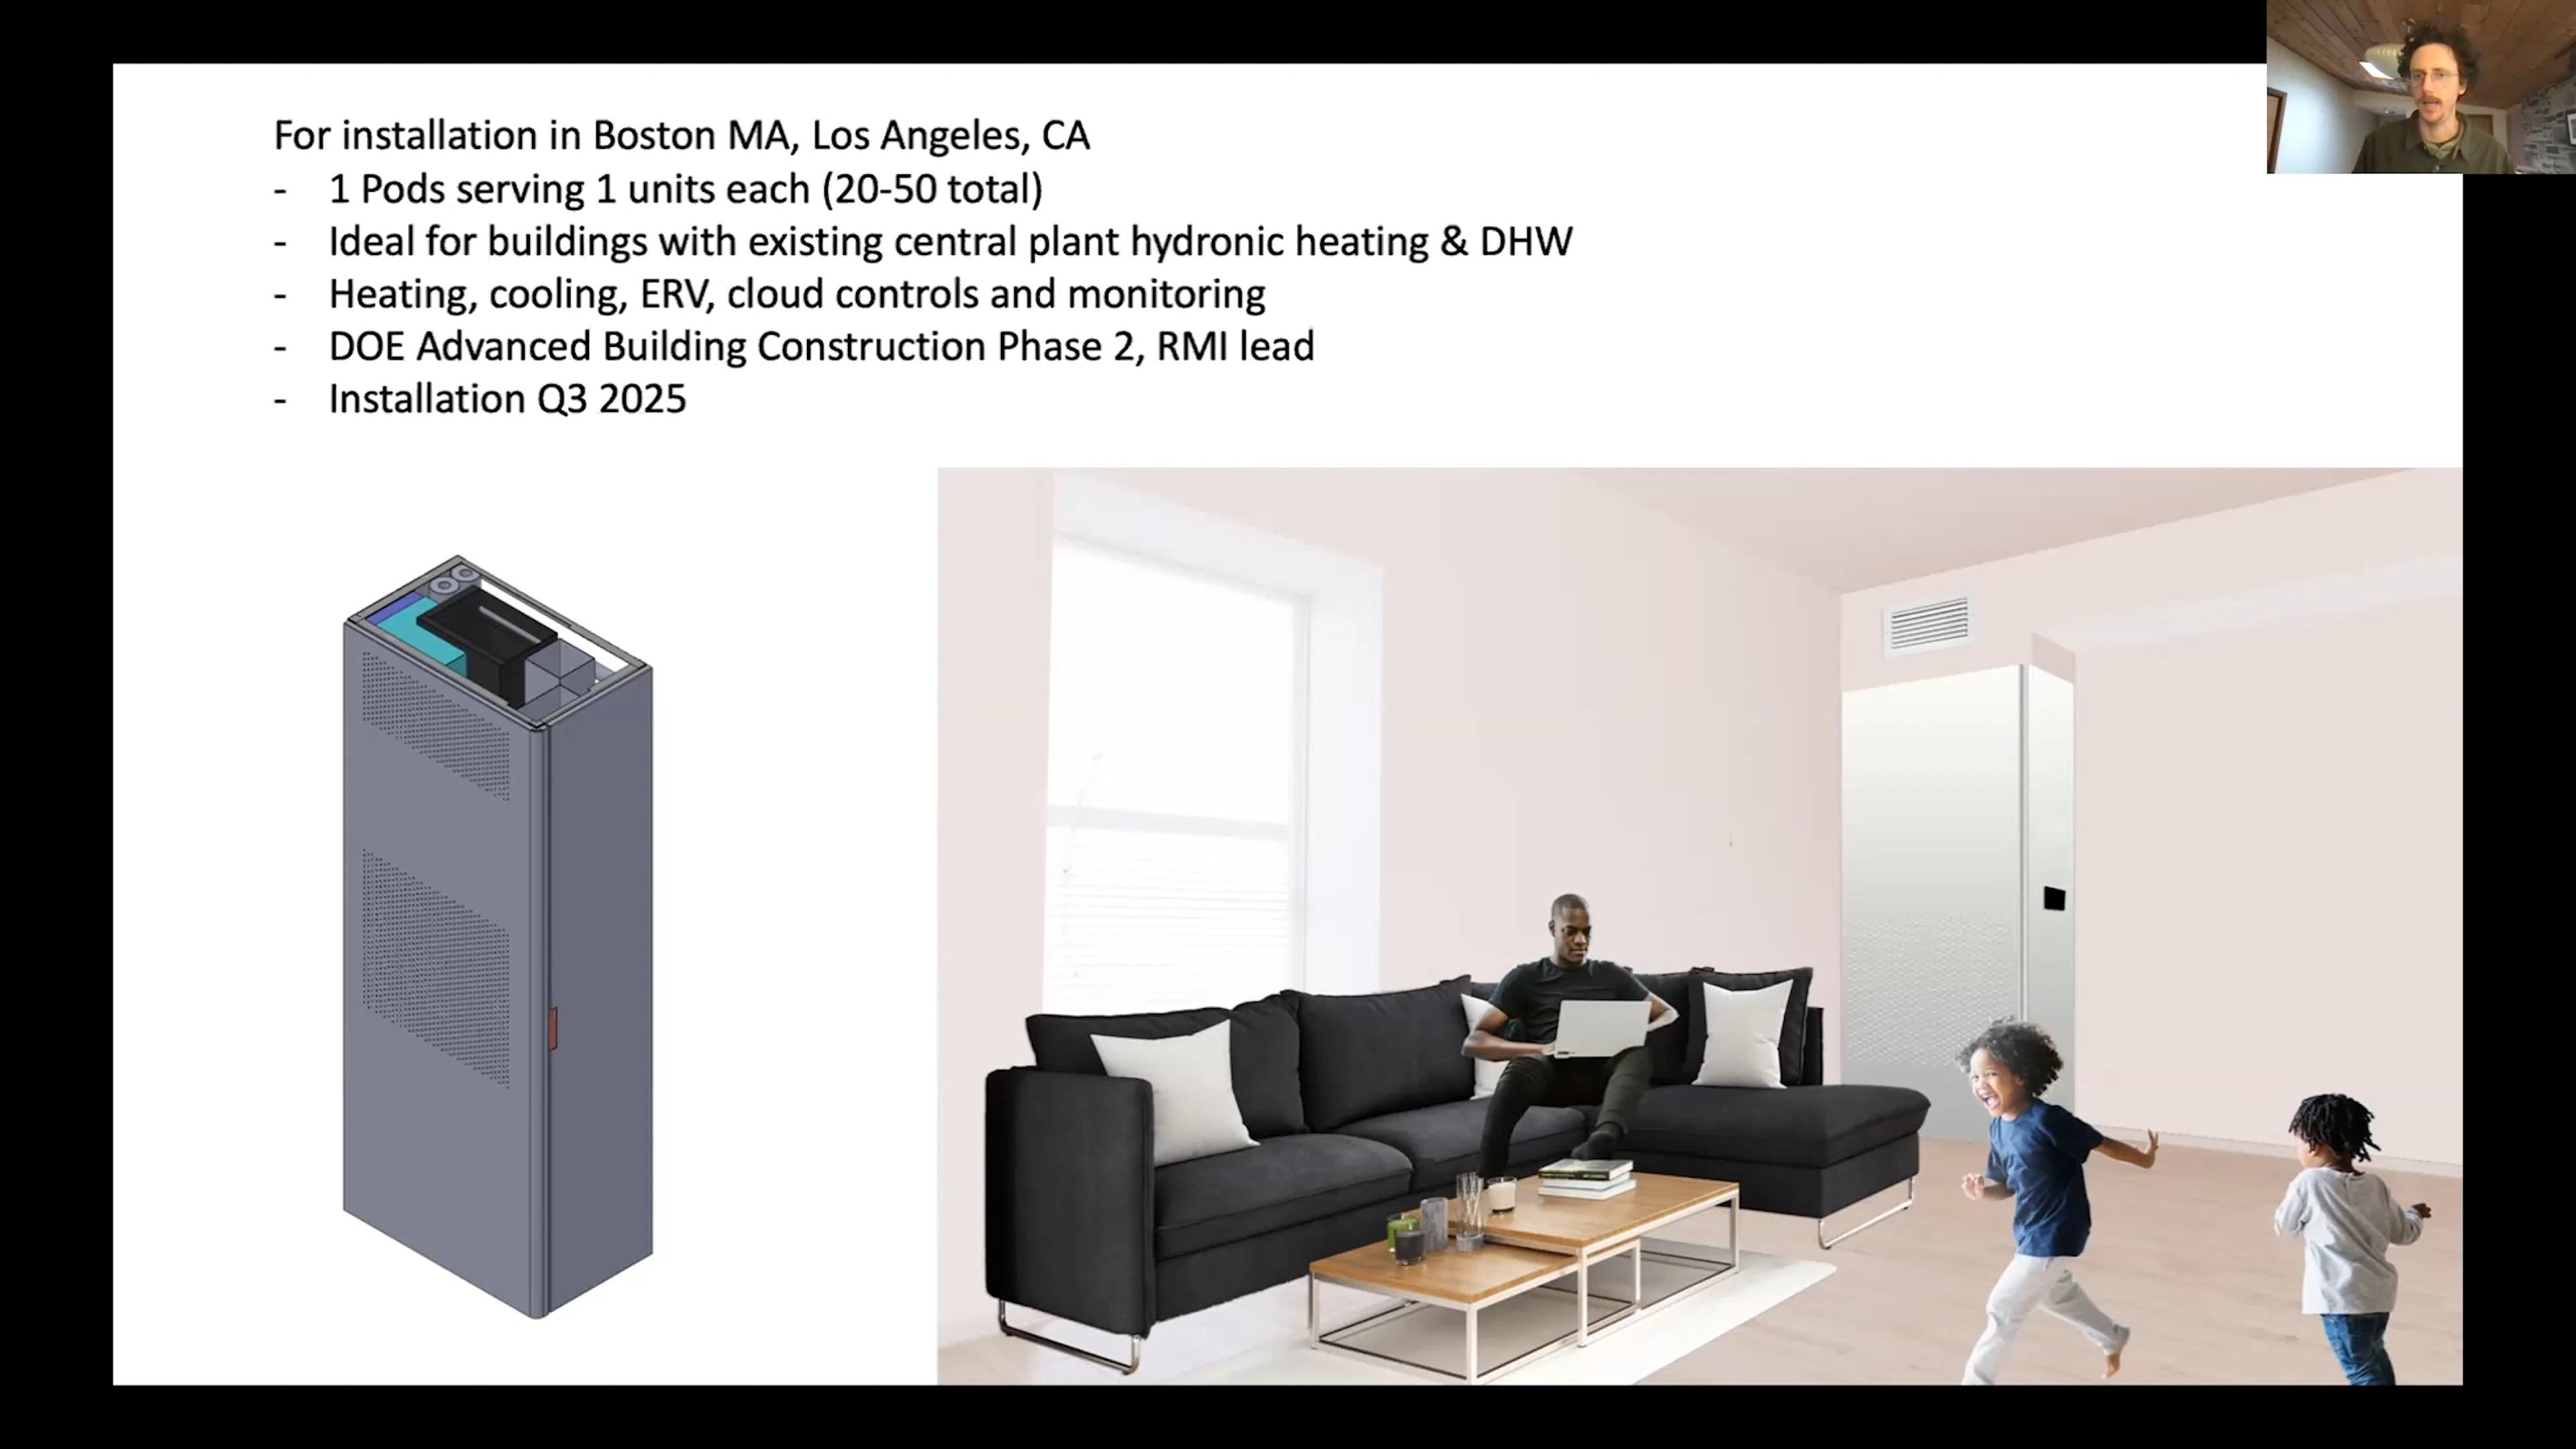 For installation in Boston MA, Los Angeles, CA
- 1 Pods serving 1 units each (20-50 total)
- Ideal for buildings with existing central plant hydronic heating & DHW
- Heating, cooling, ERV, cloud controls and monitoring
- DOE Advanced Building Construction Phase 2, RMI lead
- Installation Q3 2025